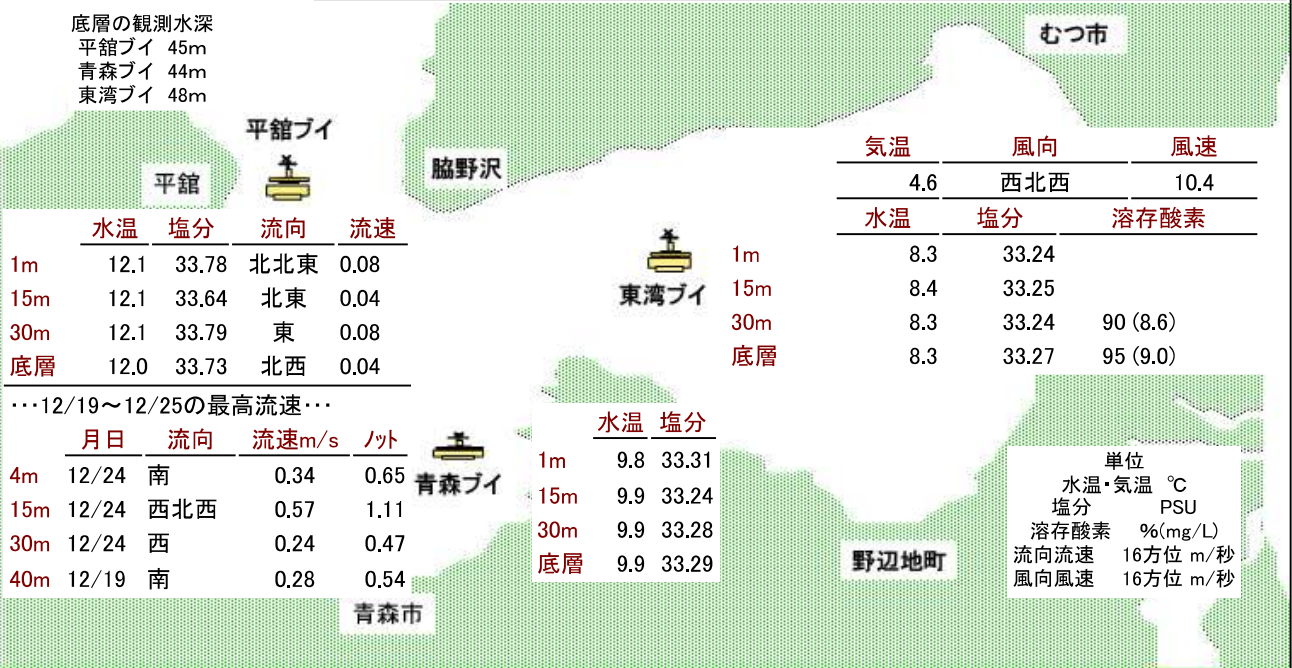 底層の観測水深
平舘ブイ 45m
青森ブイ 44m
東湾ブイ 48m
むつ市
平舘ブイ
脇野沢
平舘
気温 風向 風速
4.6 西北西 10.4
水温 塩分 溶存酸素
1m 8.3 33.24
15m 8.4 33.25
30m 8.3 33.24 90 (8.6)
底層 8.3 33.27 95 (9.0)
東湾ブイ
水温 塩分 流向 流速
1m 12.1 33.78 北北東 0.08
15m 12.1 33.64 北東 0.04
30m 12.1 33.79 東 0.08
底層 12.0 33.73 北西 0.04
…12/19～12/25の最高流速…
月日 流向 流速m/s ノット
4m 12/24 南 0.34 0.65
15m 12/24 西北西 0.57 1.11
30m 12/24 西 0.24 0.47
40m 12/19 南 0.28 0.54
青森ブイ
水温 塩分
1m 9.8 33.31
15m 9.9 33.24
30m 9.9 33.28
底層 9.9 33.29
単位
水温・気温 ℃
塩分 PSU
溶存酸素 %(mg/L)
流向流速 16方位 m/秒
風向風速 16方位 m/秒
野辺地町
青森市